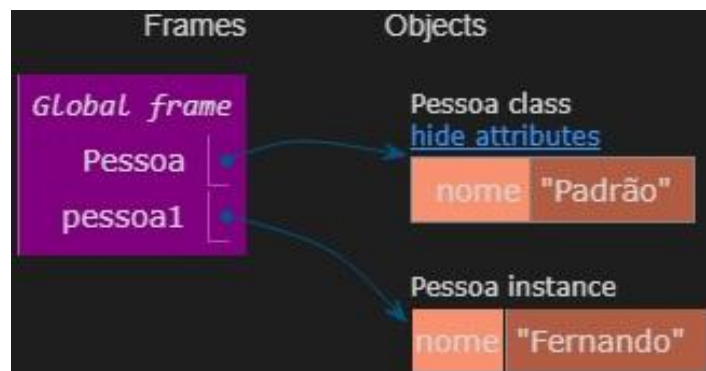 Frames Objects
Global frame
Pessoa
pessoa1
Pessoa class
hide attributes
nome "Padrão"
Pessoa instance
nome "Fernando"